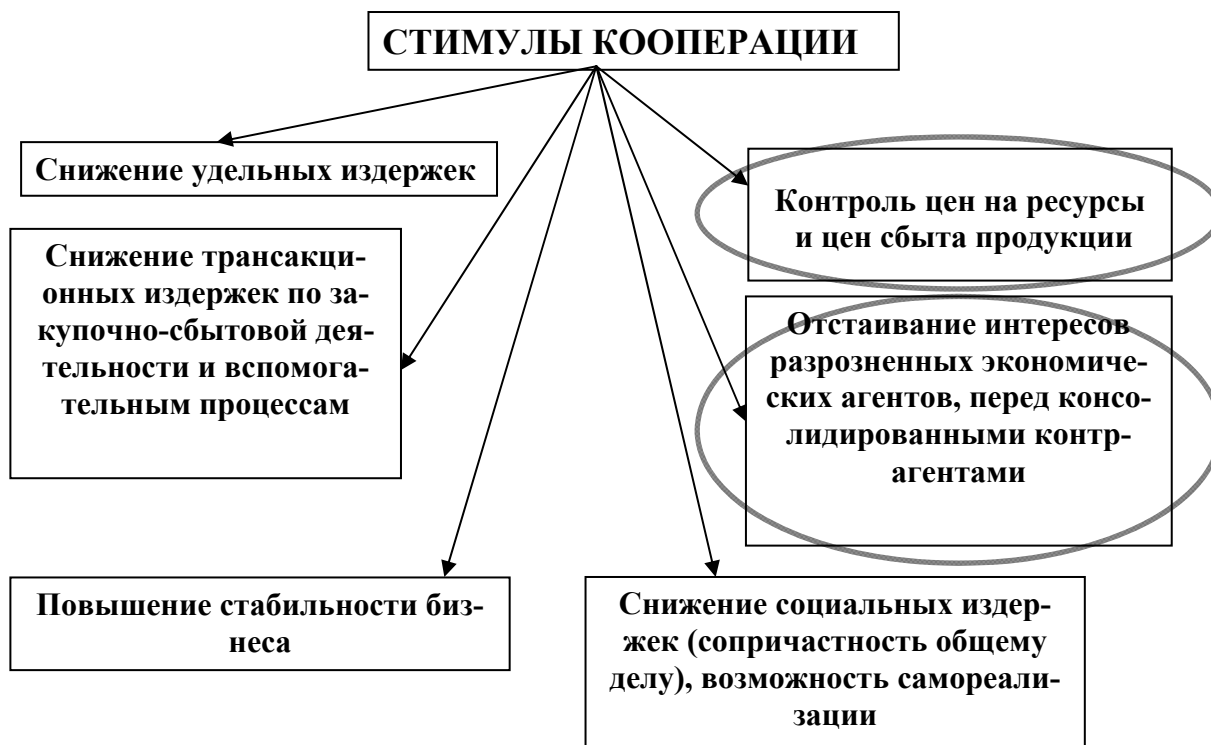 СТИМУЛЫ КООПЕРАЦИИ
Снижение удельных издержек
Контроль цен на ресурсы
и цен сбыта продукции
Снижение трансакци-
онных издержек по за-
купочно-сбытовой дея-
тельности и вспомога-
тельным процессам
Отстаивание интересов
разрозненных экономиче-
ских агентов, перед консо-
лидированными контр-
агентами
Повышение стабильности биз-
неса
Снижение социальных издер-
жек (сопричастность общему
делу), возможность самореали-
зации